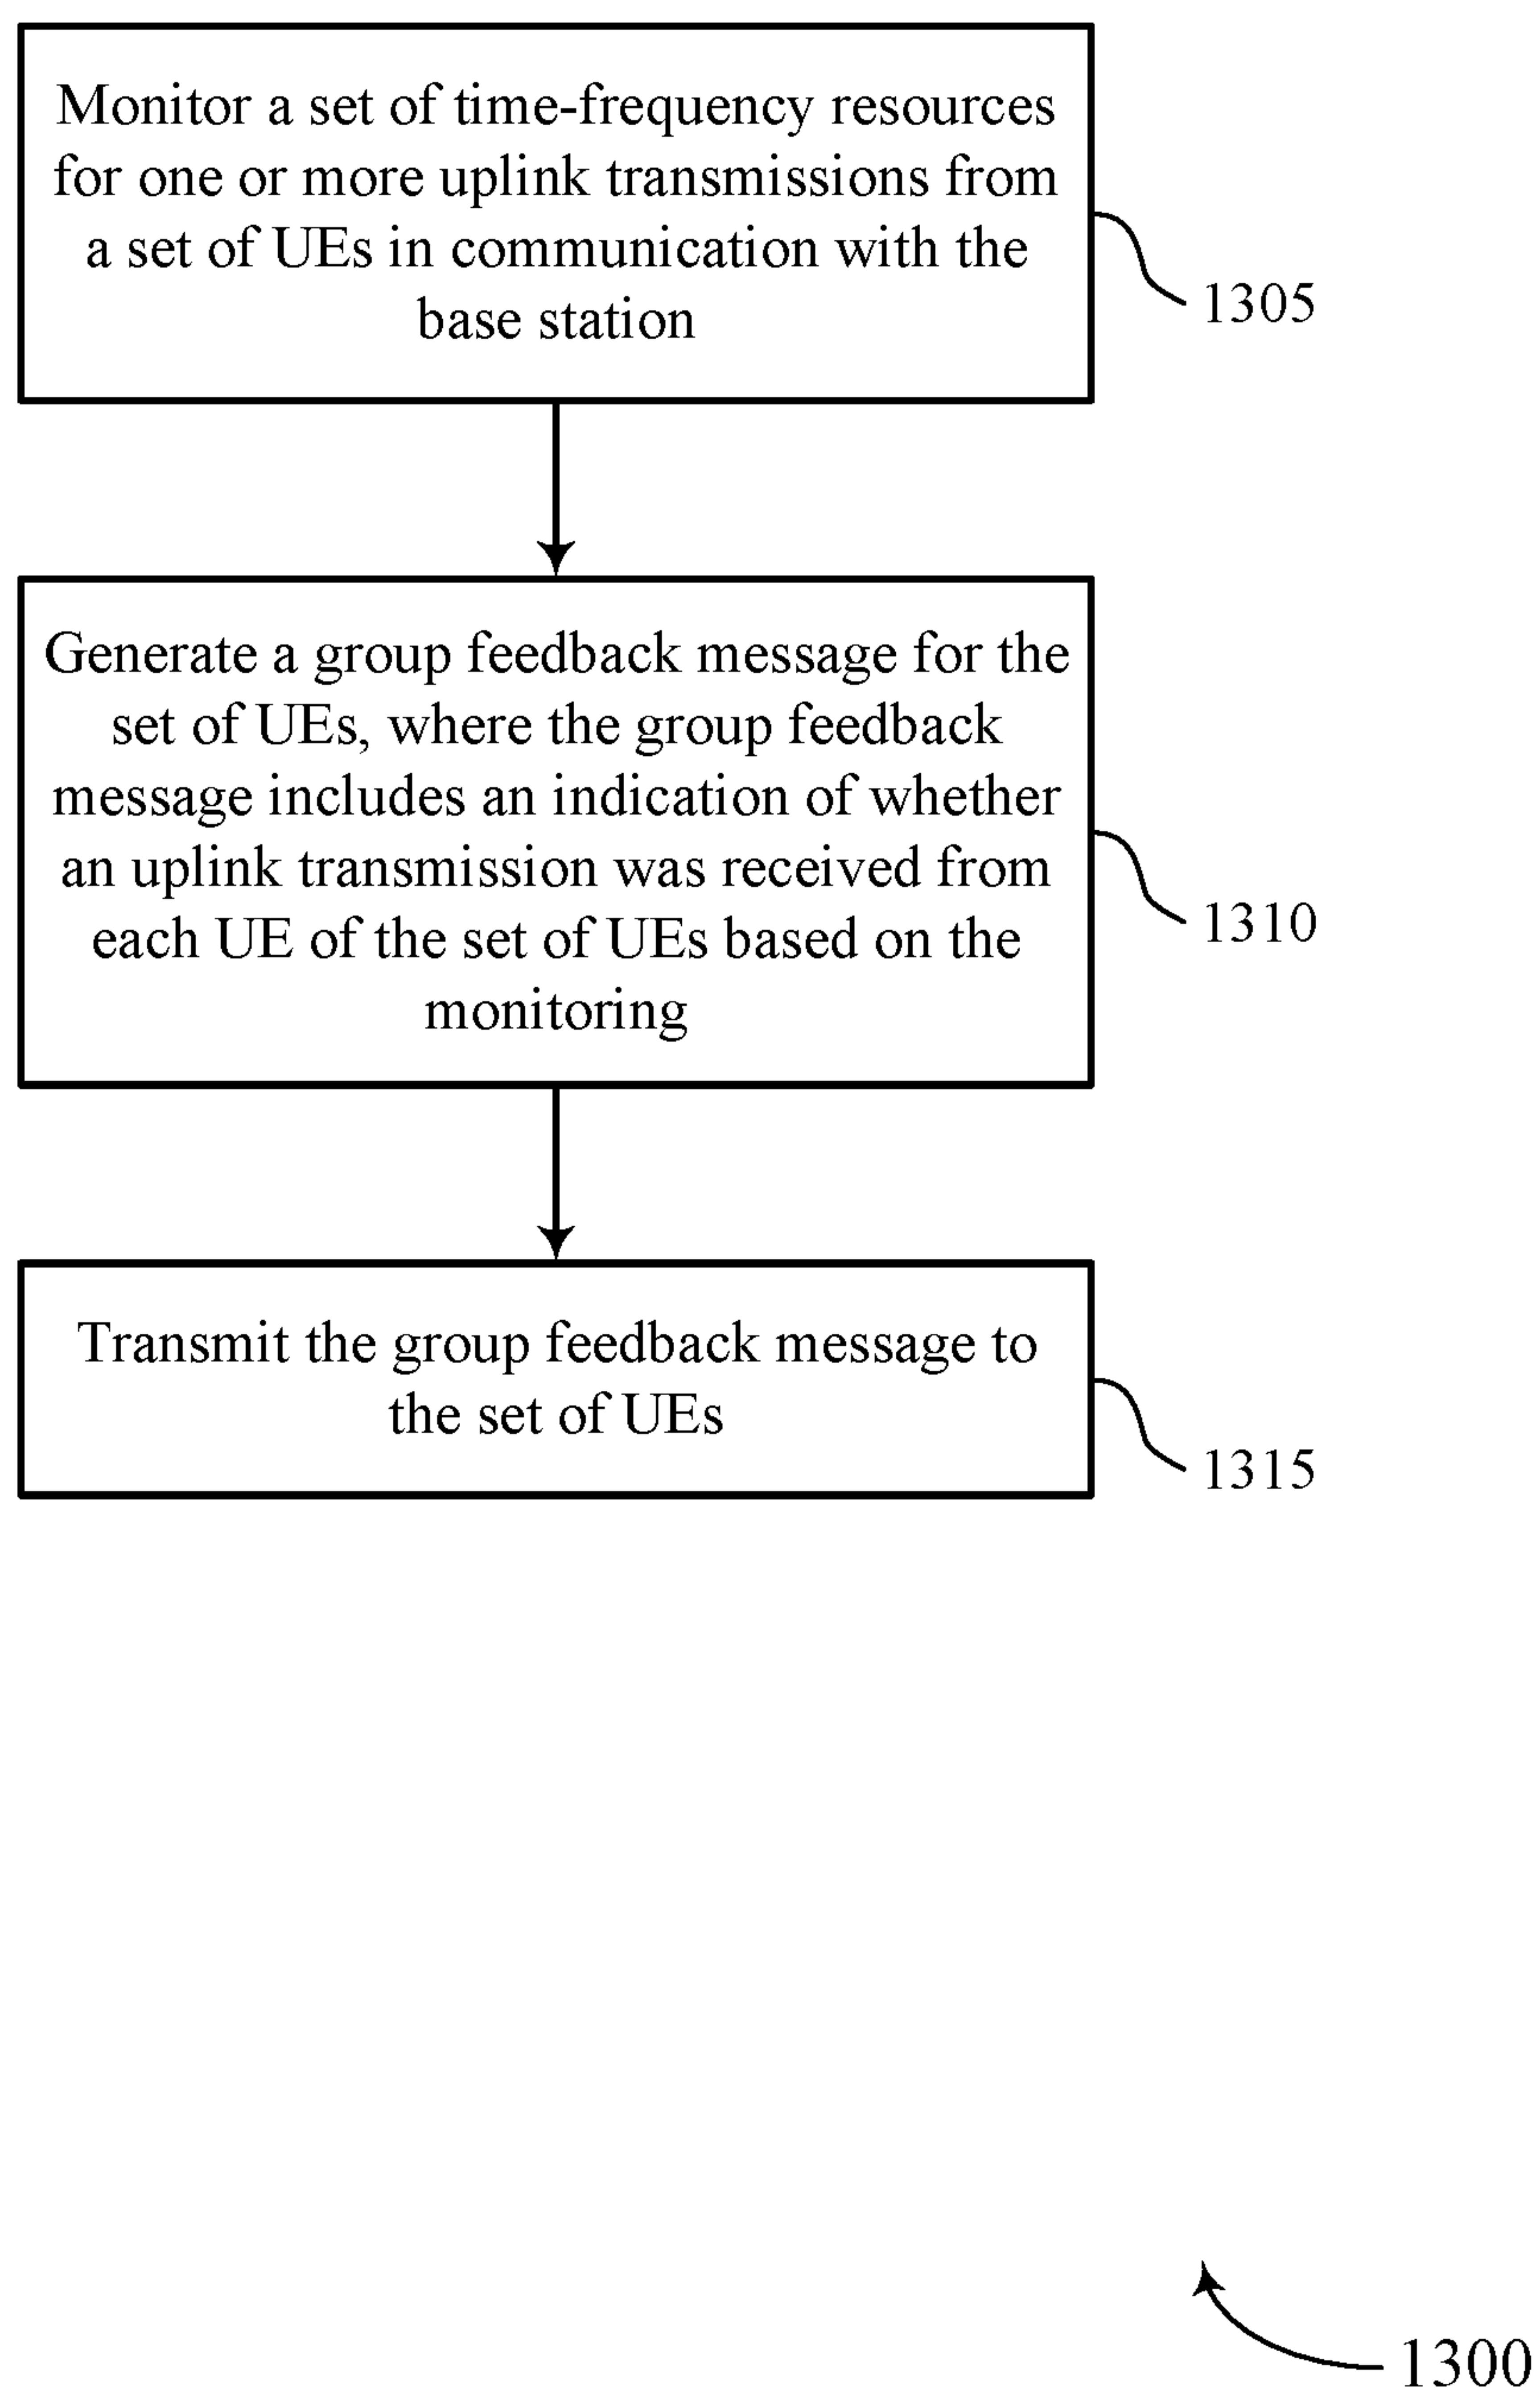 Monitor a set of time-frequency resources
for one or more uplink transmissions from
a set of UEs in communication with the
base station
1305
Generate a group feedback message for the
set of UEs, where the group feedback
message includes an indication of whether
an uplink transmission was received from
each UE of the set of UEs based on the
monitoring
1310
Transmit the group feedback message to
the set of UEs
1315
1300